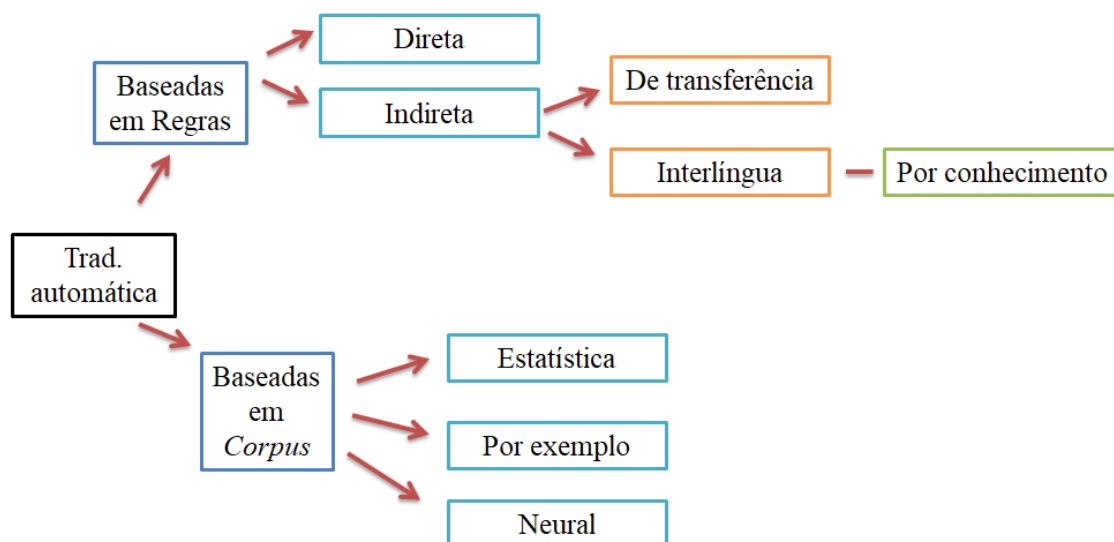 Direta
Baseadas
em Regras
Indireta
De transferência
Interlíngua
Por conhecimento
Trad.
automática
Baseadas
em
Corpus
Estatística
Por exemplo
Neural